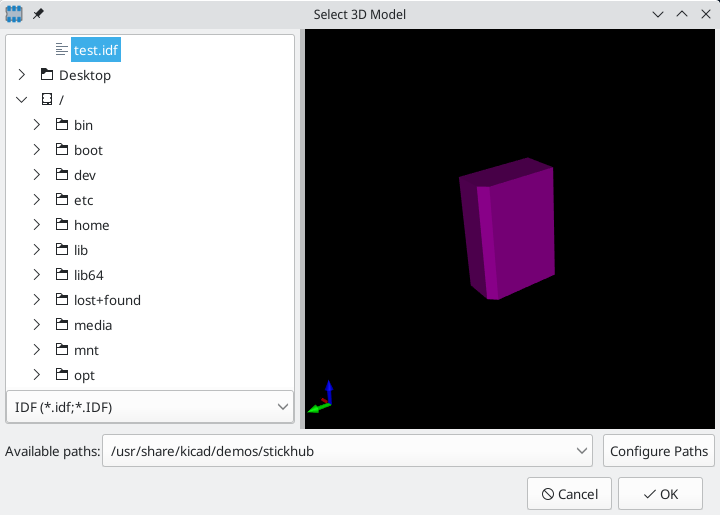 Select 3D Model
test.idf
Desktop
/
bin
boot
dev
etc
home
lib
lib64
lost+found
media
mnt
opt
IDF (*.idf;*.IDF)
Available paths: /usr/share/kicad/demos/stickhub Configure Paths
Cancel OK